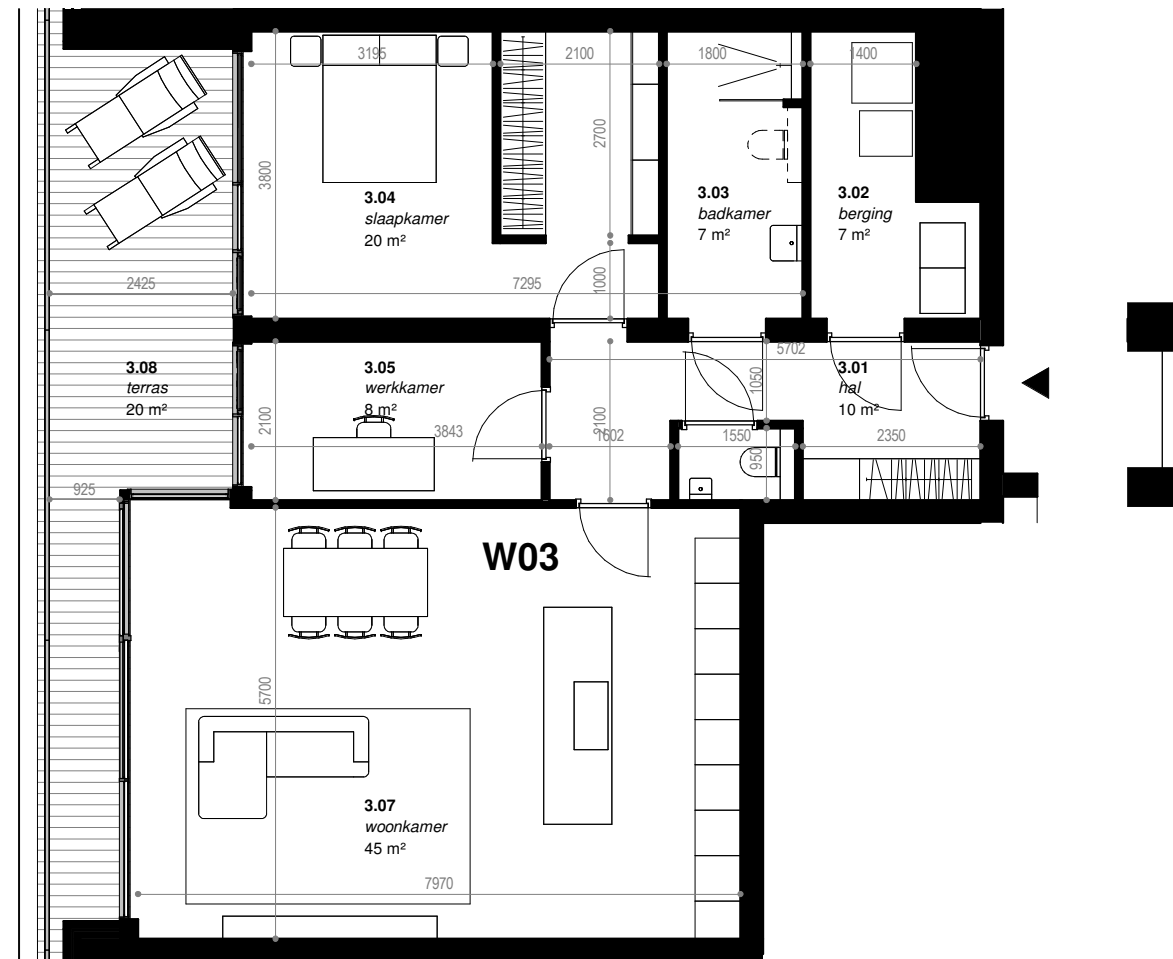 3195
2100
1800
1400
2700
3800
3.04
slaapkamer
20 m²
3.03
badkamer
7 m²
3.02
berging
7 m²
2425
7295
1000
5702
3.08
terras
20 m²
3.05
werkkamer
8 m²
1050
3.01
hal
10 m²
2100
3843
2100
1602
1550
950
2350
925
W03
5700
3.07
woonkamer
45 m²
7970